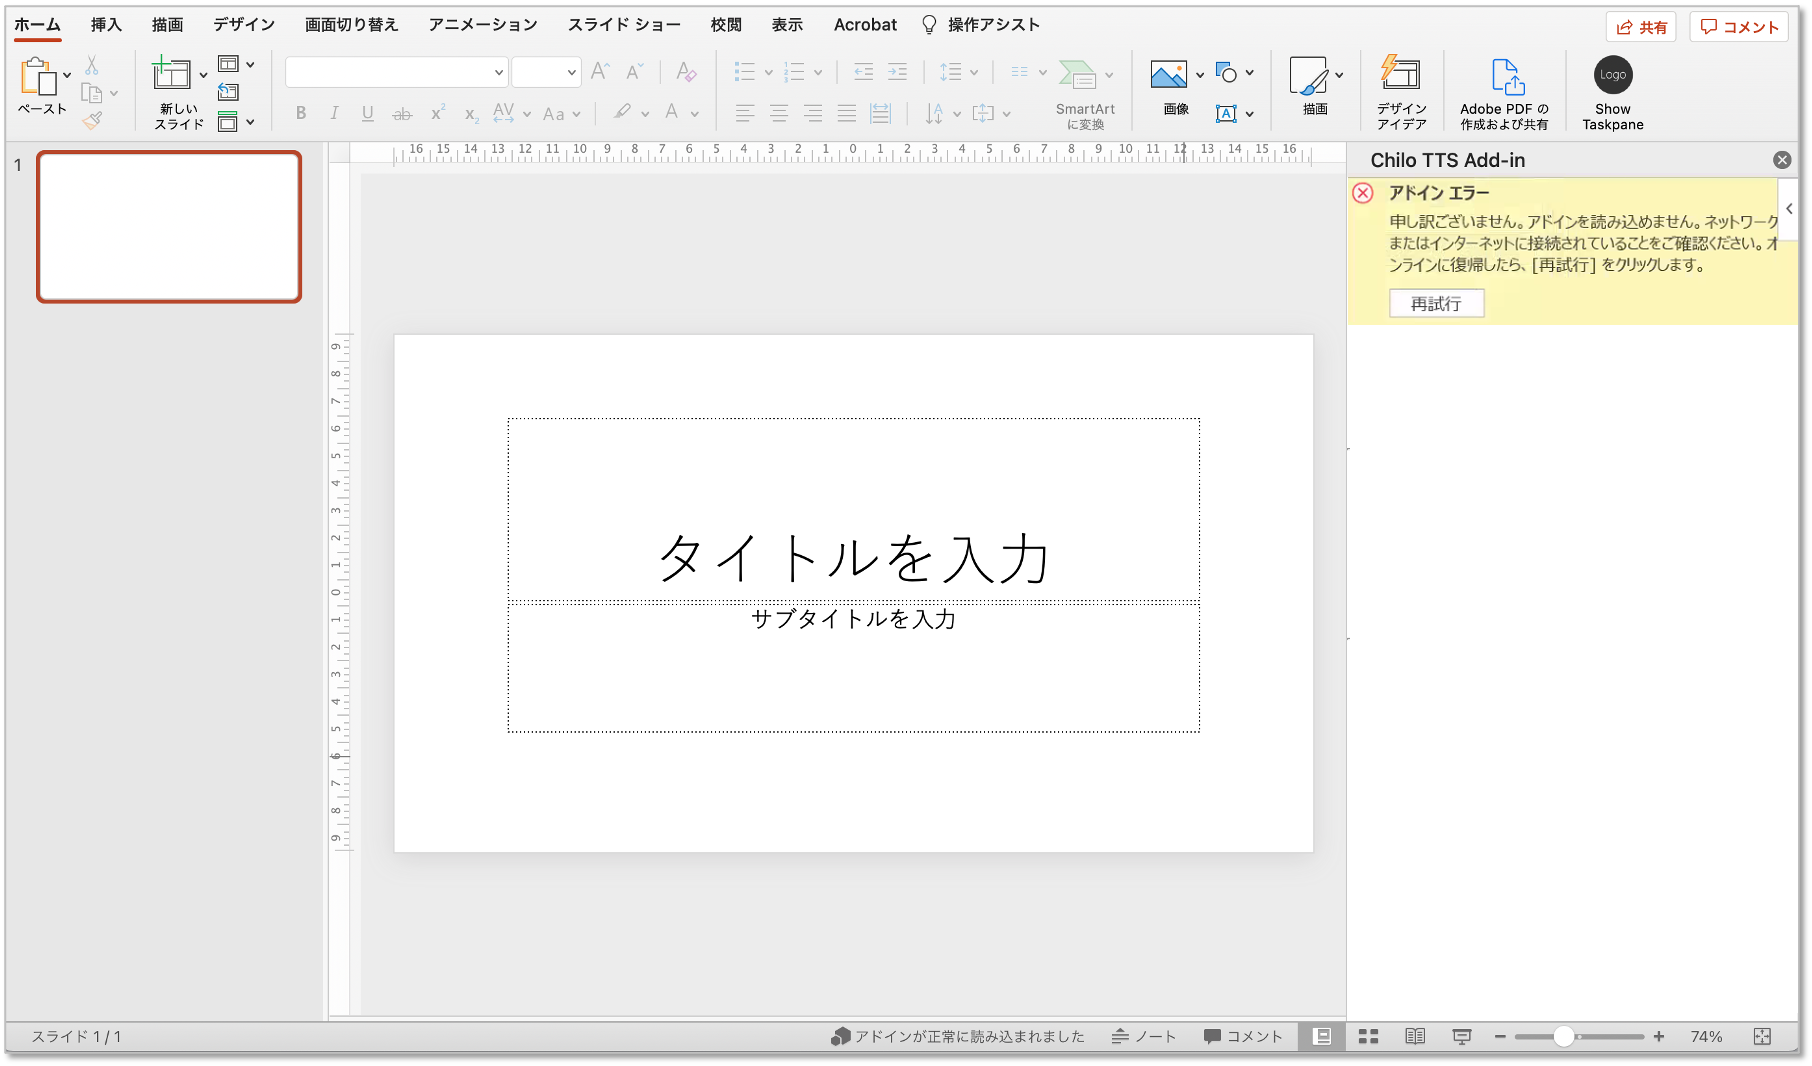 ホーム 挿入 描画 デザイン 画面切り替え アニメーション スライド ショー 校閲 表示 Acrobat 操作アシスト 共有 コメント
ペースト
新しい
スライド
B I U ab x² x₂ AV Aa A
SmartArt
に変換
画像
描画
デザイン
アイデア
Adobe PDF の
作成および共有
Logo
Show
Taskpane
1
16 15 14 13 12 11 10 9 8 7 6 5 4 3 2 1 0 1 2 3 4 5 6 7 8 9 10 11 12 13 14 15 16
9 8 7 6 5 4 3 2 1 0 1 2 3 4 5 6 7 8 9
タイトルを入力
サブタイトルを入力
Chilo TTS Add-in
アドイン エラー
申し訳ございません。アドインを読み込めません。ネットワーク
またはインターネットに接続されていることをご確認ください。オ
ンラインに復帰したら、[再試行] をクリックします。
再試行
スライド 1 / 1 アドインが正常に読み込まれました ノート コメント 74%